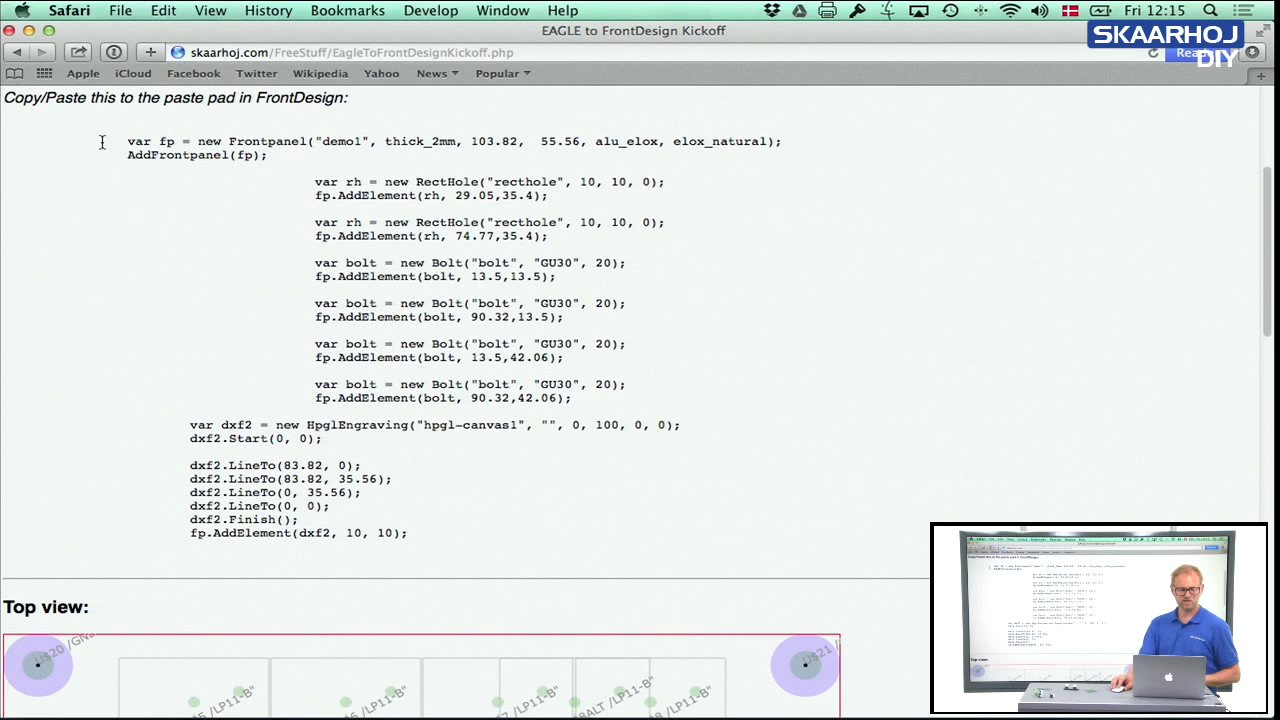 Safari File Edit View History Bookmarks Develop Window Help Fri 12:15
SKAARHOJ
DIY
EAGLE to FrontDesign Kickoff
skaarhoj.com/FreeStuff/EagleToFrontDesignKickoff.php
Apple iCloud Facebook Twitter Wikipedia Yahoo News Popular
Copy/Paste this to the paste pad in FrontDesign:
var fp = new Frontpanel("demo1", thick_2mm, 103.82, 55.56, alu_elox, elox_natural);
AddFrontpanel(fp);
var rh = new RectHole("recthole", 10, 10, 0);
fp.AddElement(rh, 29.05,35.4);
var rh = new RectHole("recthole", 10, 10, 0);
fp.AddElement(rh, 74.77,35.4);
var bolt = new Bolt("bolt", "GU30", 20);
fp.AddElement(bolt, 13.5,13.5);
var bolt = new Bolt("bolt", "GU30", 20);
fp.AddElement(bolt, 90.32,13.5);
var bolt = new Bolt("bolt", "GU30", 20);
fp.AddElement(bolt, 13.5,42.06);
var bolt = new Bolt("bolt", "GU30", 20);
fp.AddElement(bolt, 90.32,42.06);
var dxf2 = new HpglEngraving("hpgl-canvas1", "", 0, 100, 0, 0);
dxf2.Start(0, 0);
dxf2.LineTo(83.82, 0);
dxf2.LineTo(83.82, 35.56);
dxf2.LineTo(0, 35.56);
dxf2.LineTo(0, 0);
dxf2.Finish();
fp.AddElement(dxf2, 10, 10);
Top view:
/LP11-B" /LP11-B" /LP11-B" /LP11-B"